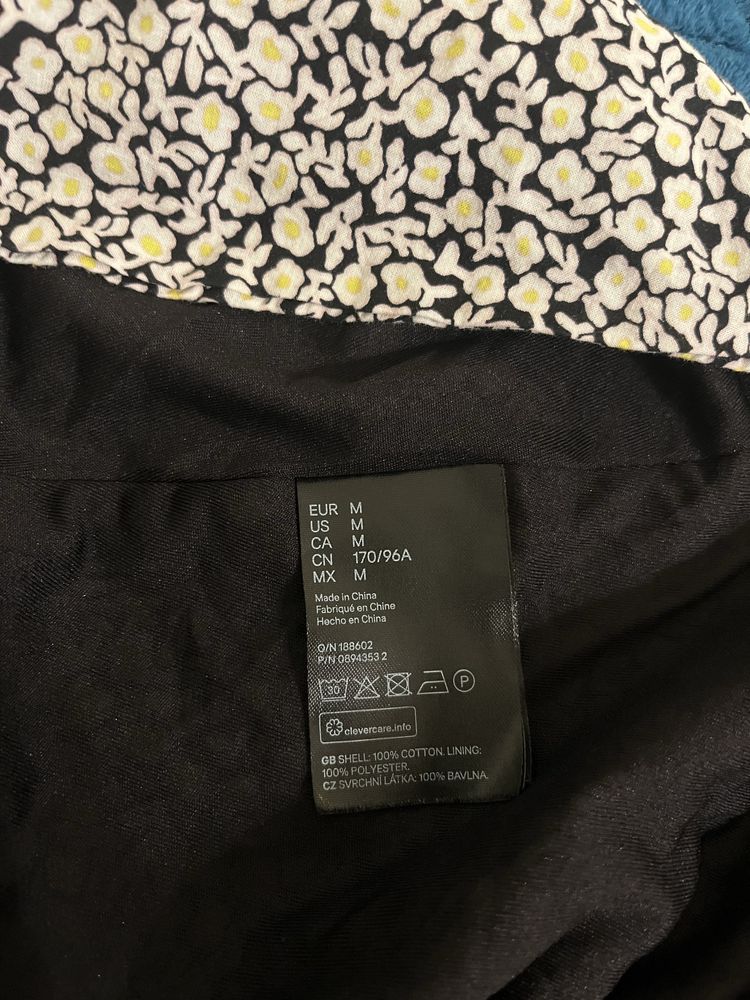 EUR M
US M
CA M
CN 170/96A
MX M
Made in China
Fabriqué en Chine
Hecho en China
O/N 188602
P/N 0894353 2
30
P
clevercare.info
GB SHELL: 100% COTTON. LINING:
100% POLYESTER.
CZ SVRCHNÍ LÁTKA: 100% BAVLNA.